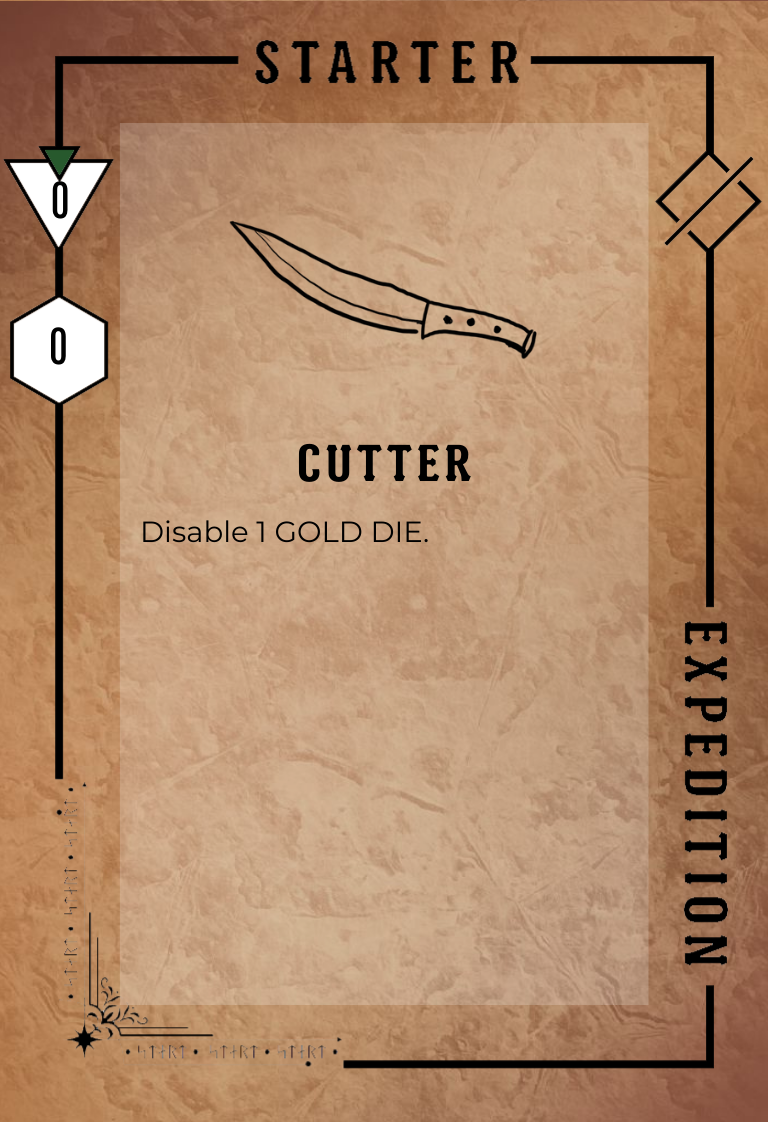 STARTER
0
0
CUTTER
Disable 1 GOLD DIE.
EXPEDITION